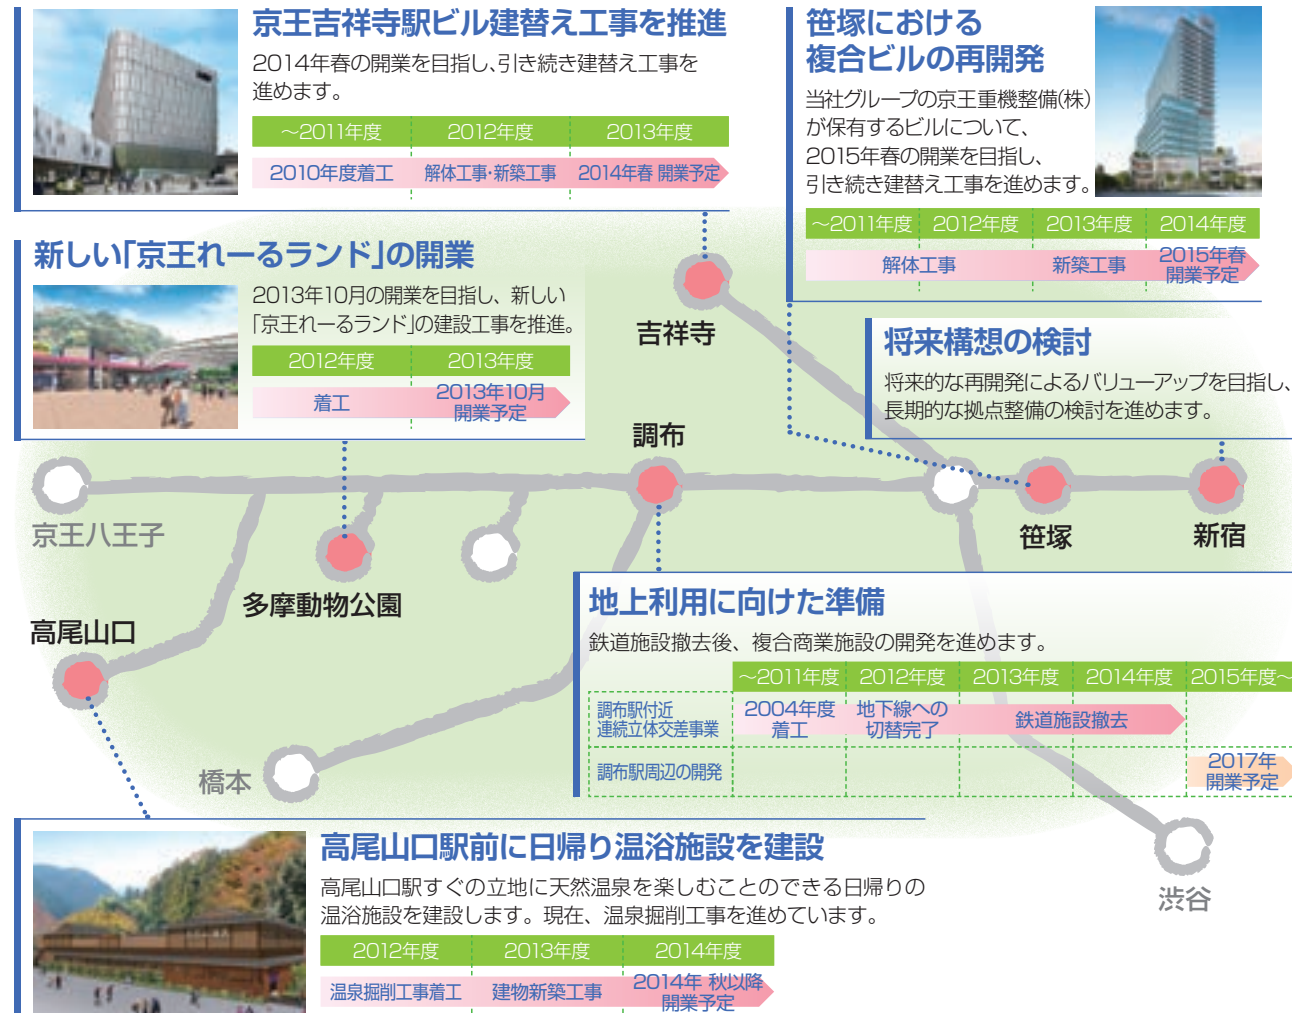 京王吉祥寺駅ビル建替え工事を推進
2014年春の開業を目指し、引き続き建替え工事を
進めます。
～2011年度 2012年度 2013年度
2010年度着工 解体工事・新築工事 2014年春 開業予定
笹塚における
複合ビルの再開発
当社グループの京王重機整備(株)
が保有するビルについて、
2015年春の開業を目指し、
引き続き建替え工事を進めます。
～2011年度 2012年度 2013年度 2014年度
解体工事 新築工事 2015年春
開業予定
新しい「京王れーるランド」の開業
2013年10月の開業を目指し、新しい
「京王れーるランド」の建設工事を推進。
2012年度 2013年度
着工 2013年10月
開業予定
吉祥寺
将来構想の検討
将来的な再開発によるバリューアップを目指し、
長期的な拠点整備の検討を進めます。
調布
京王八王子
笹塚
新宿
多摩動物公園
高尾山口
橋本
地上利用に向けた準備
鉄道施設撤去後、複合商業施設の開発を進めます。
～2011年度 2012年度 2013年度 2014年度 2015年度～
調布駅付近
連続立体交差事業
2004年度
着工
地下線への
切替完了
鉄道施設撤去
調布駅周辺の開発
2017年
開業予定
渋谷
高尾山口駅前に日帰り温浴施設を建設
高尾山口駅すぐの立地に天然温泉を楽しむことのできる日帰りの
温浴施設を建設します。現在、温泉掘削工事を進めています。
2012年度 2013年度 2014年度
温泉掘削工事着工 建物新築工事 2014年 秋以降
開業予定